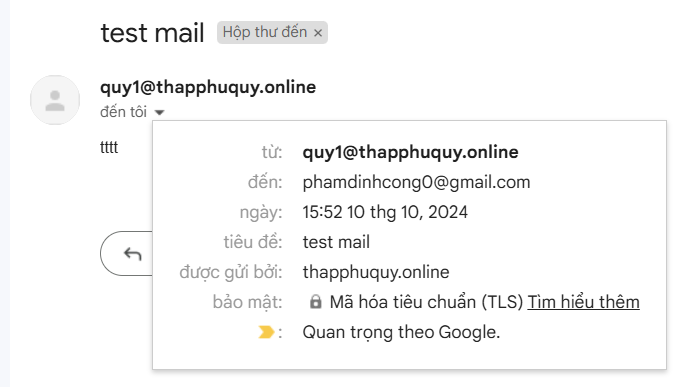 test mail Hộp thư đến ×
quy1@thapphuquy.online
đến tôi
tttt
từ: quy1@thapphuquy.online
đến: phamdinhcong0@gmail.com
ngày: 15:52 10 thg 10, 2024
tiêu đề: test mail
được gửi bởi: thapphuquy.online
bảo mật: Mã hóa tiêu chuẩn (TLS) Tìm hiểu thêm
: Quan trọng theo Google.